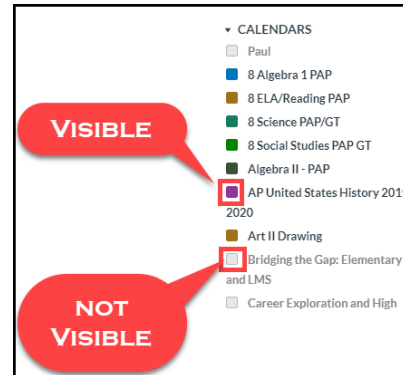 ▾ CALENDARS
Paul
8 Algebra 1 PAP
8 ELA/Reading PAP
8 Science PAP/GT
8 Social Studies PAP GT
Algebra II - PAP
AP United States History 201
2020
Art II Drawing
Bridging the Gap: Elementary
and LMS
Career Exploration and High
VISIBLE
NOT
VISIBLE